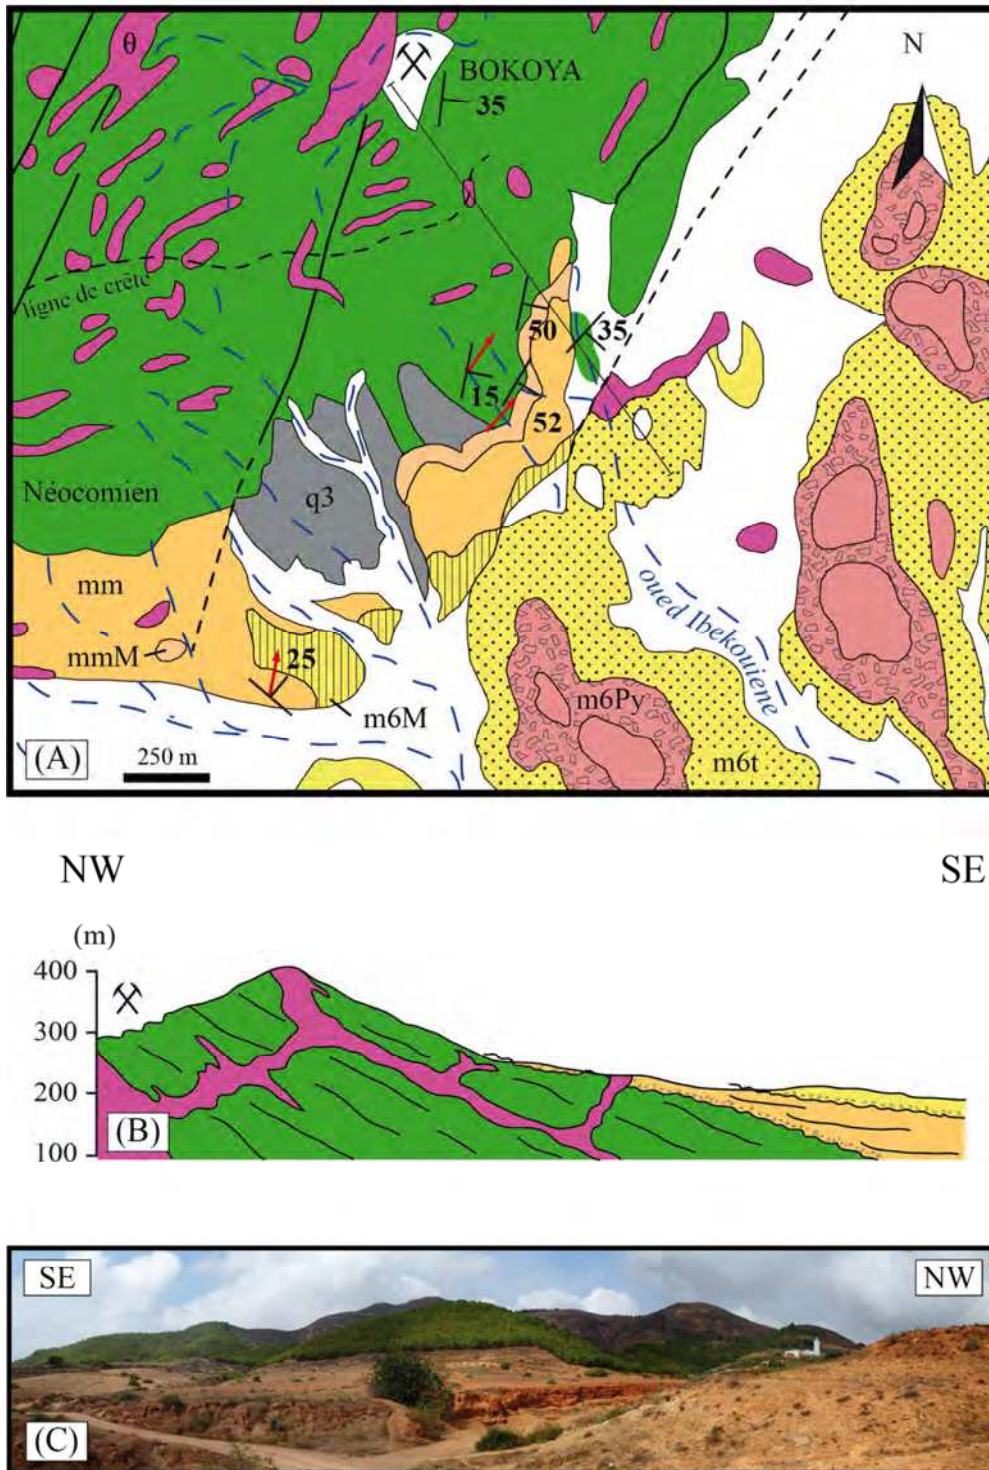 θ
N
BOKOYA
35
ligne de crête
50
35
15
52
Néocomien
q3
mm
oued Ibekouiene
mmM
25
m6M
m6Py
m6t
(A)
250 m
NW
SE
(m)
400
300
200
100
(B)
SE
NW
(C)